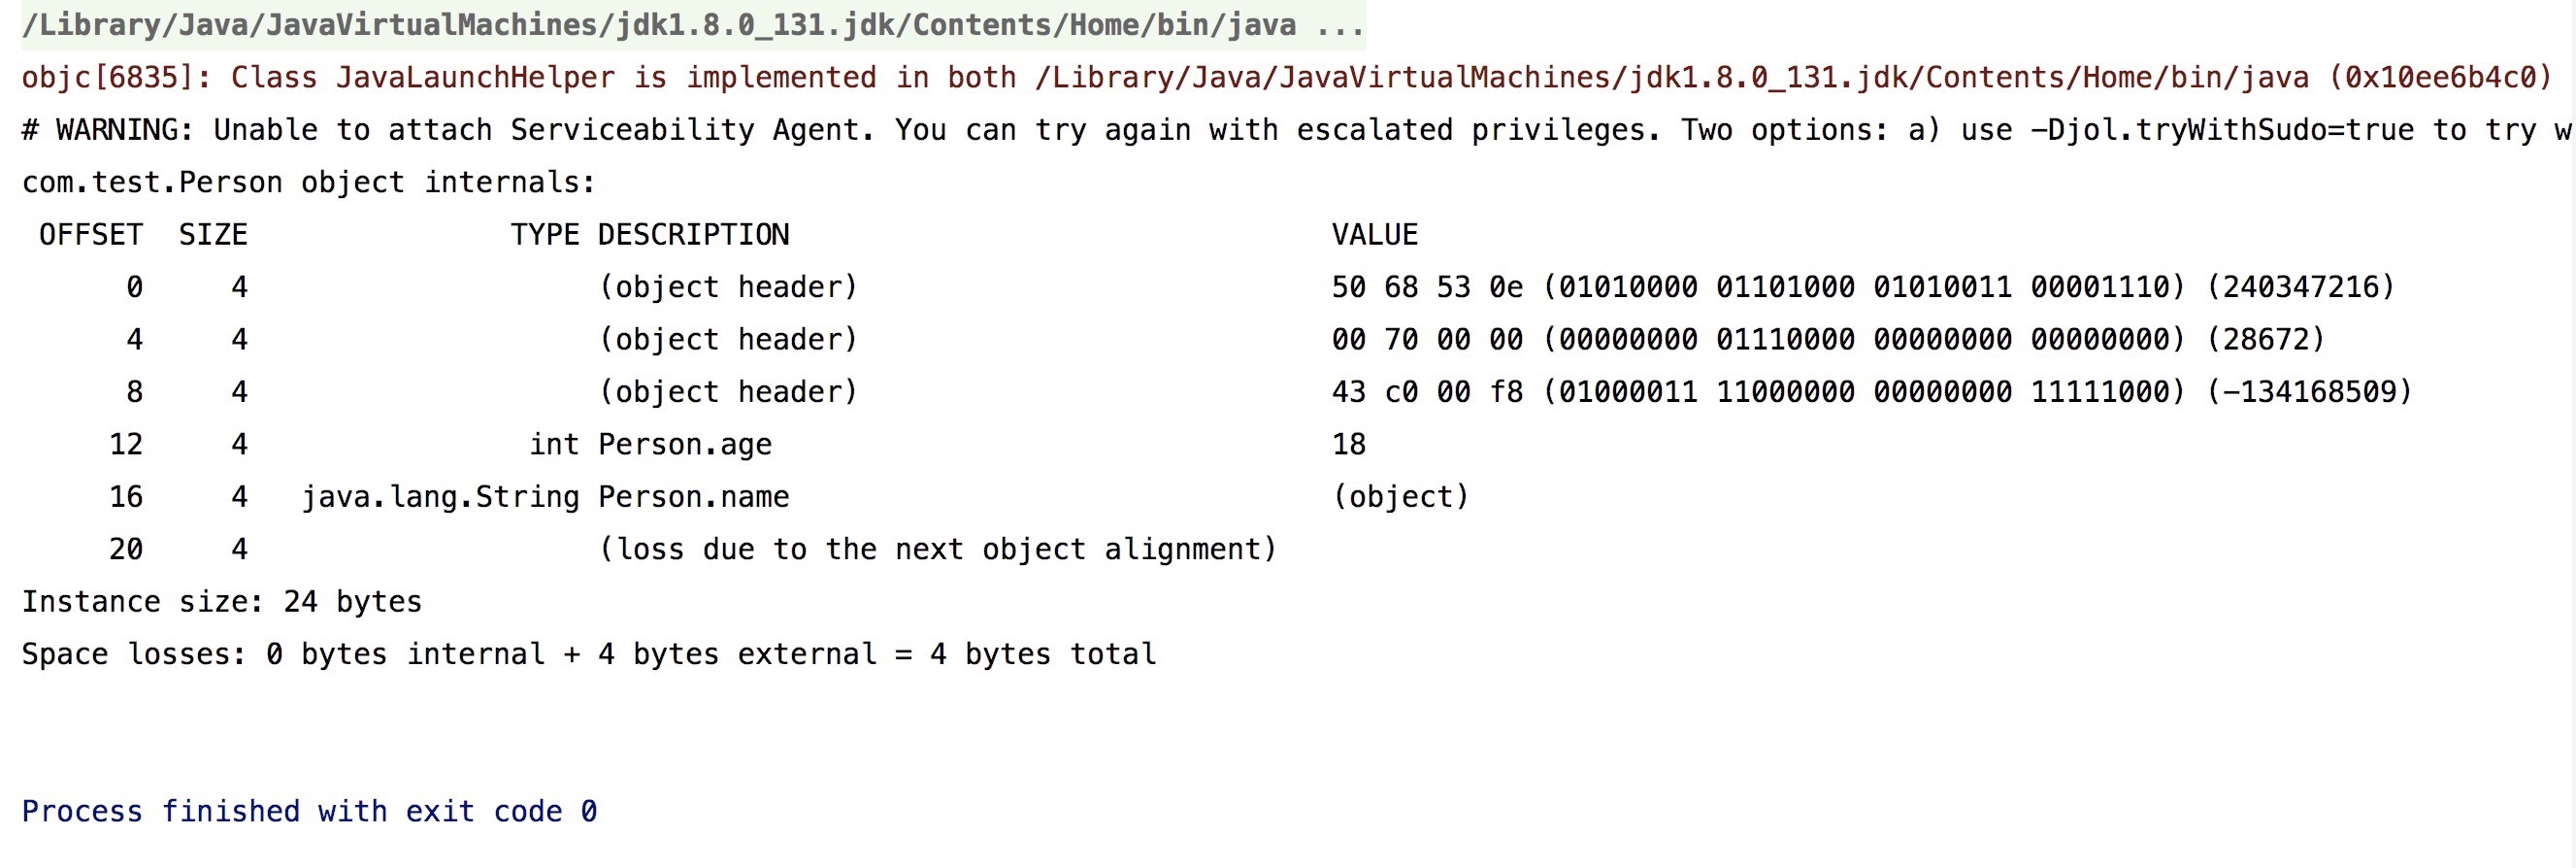 /Library/Java/JavaVirtualMachines/jdk1.8.0_131.jdk/Contents/Home/bin/java ...
objc[6835]: Class JavaLaunchHelper is implemented in both /Library/Java/JavaVirtualMachines/jdk1.8.0_131.jdk/Contents/Home/bin/java (0x10ee6b4c0)
# WARNING: Unable to attach Serviceability Agent. You can try again with escalated privileges. Two options: a) use -Djol.tryWithSudo=true to try w
com.test.Person object internals:
 OFFSET  SIZE               TYPE DESCRIPTION                               VALUE
      0     4                    (object header)                           50 68 53 0e (01010000 01101000 01010011 00001110) (240347216)
      4     4                    (object header)                           00 70 00 00 (00000000 01110000 00000000 00000000) (28672)
      8     4                    (object header)                           43 c0 00 f8 (01000011 11000000 00000000 11111000) (-134168509)
     12     4                int Person.age                                18
     16     4   java.lang.String Person.name                               (object)
     20     4                    (loss due to the next object alignment)
Instance size: 24 bytes
Space losses: 0 bytes internal + 4 bytes external = 4 bytes total
Process finished with exit code 0